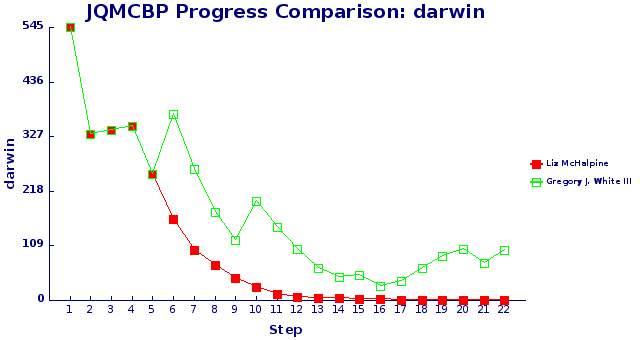 JQMCBP Progress Comparison: darwin
545
436
327
218
109
0
darwin
1 2 3 4 5 6 7 8 9 10 11 12 13 14 15 16 17 18 19 20 21 22
Step
Liz McHalpine
Gregory J. White III